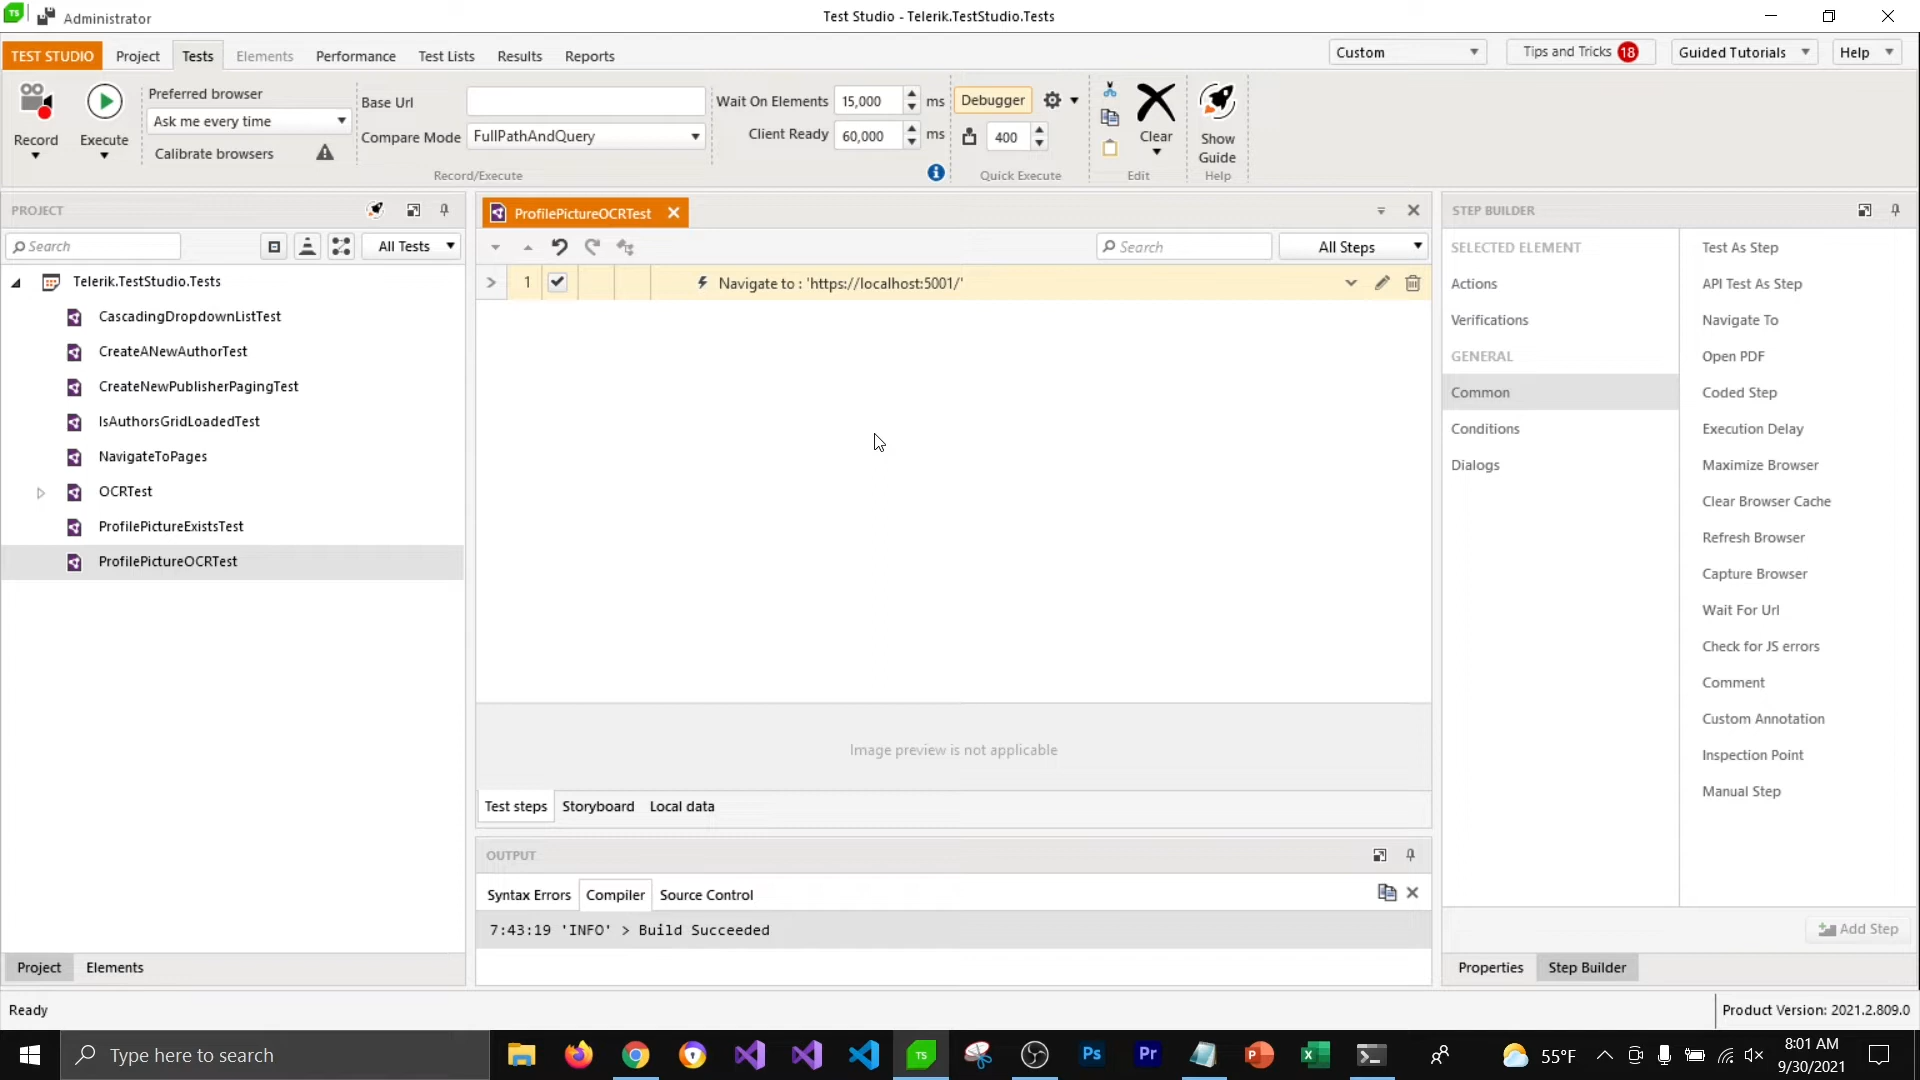 TS
Administrator
Test Studio - Telerik.TestStudio.Tests
TEST STUDIO
Project
Tests
Elements
Performance
Test Lists
Results
Reports
Custom
Tips and Tricks 18
Guided Tutorials
Help
Record
Execute
Preferred browser
Ask me every time
Calibrate browsers
Base Url
Compare Mode FullPathAndQuery
Record/Execute
Wait On Elements 15,000 ms
Client Ready 60,000 ms
Debugger
400
Quick Execute
Clear
Edit
Show
Guide
Help
PROJECT
Search
All Tests
Telerik.TestStudio.Tests
CascadingDropdownListTest
CreateANewAuthorTest
CreateNewPublisherPagingTest
IsAuthorsGridLoadedTest
NavigateToPages
OCRTest
ProfilePictureExistsTest
ProfilePictureOCRTest
Project
Elements
ProfilePictureOCRTest
Search
All Steps
1
Navigate to : 'https://localhost:5001/'
Image preview is not applicable
Test steps
Storyboard
Local data
OUTPUT
Syntax Errors
Compiler
Source Control
7:43:19 'INFO' > Build Succeeded
STEP BUILDER
SELECTED ELEMENT
Actions
Verifications
GENERAL
Common
Conditions
Dialogs
Test As Step
API Test As Step
Navigate To
Open PDF
Coded Step
Execution Delay
Maximize Browser
Clear Browser Cache
Refresh Browser
Capture Browser
Wait For Url
Check for JS errors
Comment
Custom Annotation
Inspection Point
Manual Step
Add Step
Properties
Step Builder
Ready
Product Version: 2021.2.809.0
Type here to search
TS
Ps
Pr
55°F
8:01 AM
9/30/2021